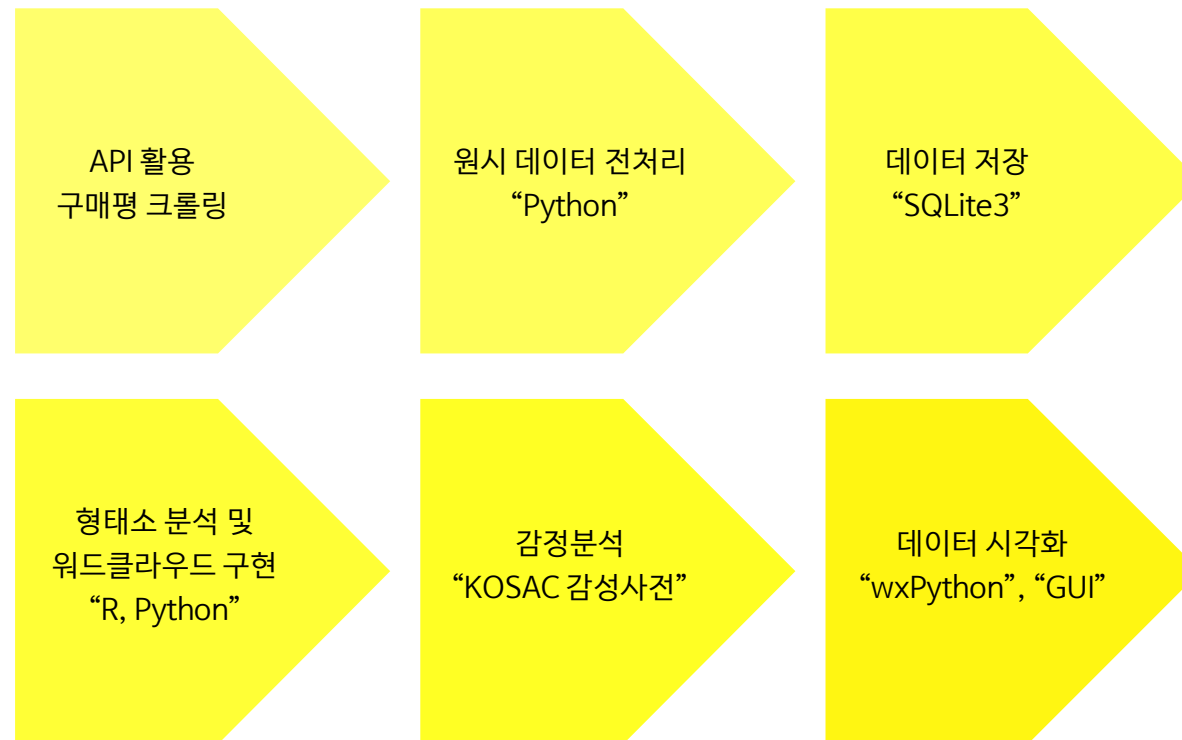 API 활용
구매평 크롤링
원시 데이터 전처리
“Python”
데이터 저장
“SQLite3”
형태소 분석 및
워드클라우드 구현
“R, Python”
감정분석
“KOSAC 감성사전”
데이터 시각화
“wxPython”, “GUI”